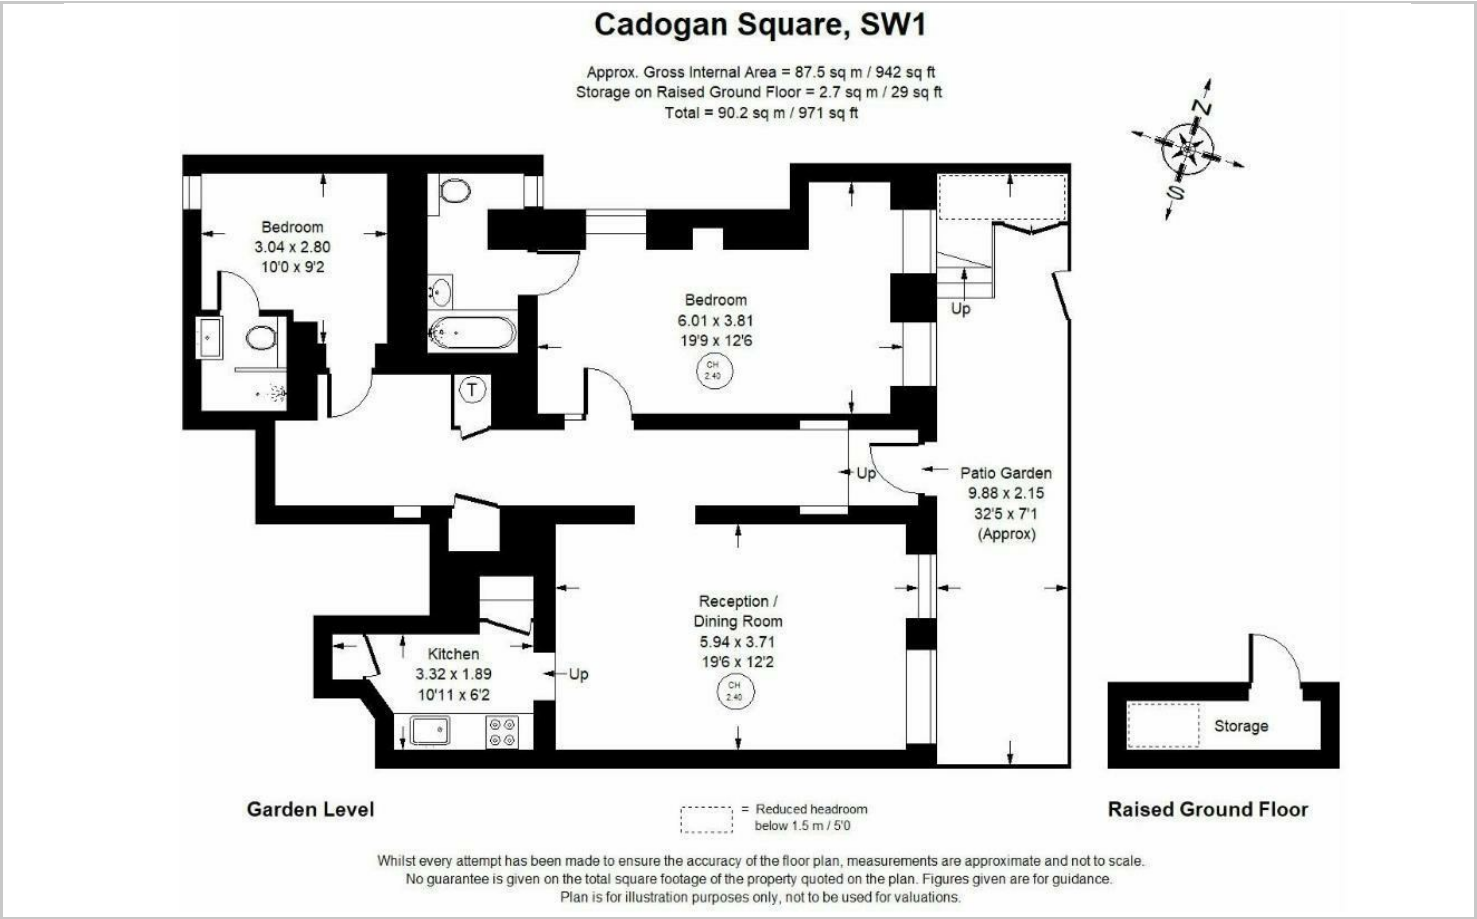 Cadogan Square, SW1
Approx. Gross Internal Area = 87.5 sq m / 942 sq ft
Storage on Raised Ground Floor = 2.7 sq m / 29 sq ft
Total = 90.2 sq m / 971 sq ft
N
S
Bedroom
3.04 x 2.80
10'0 x 9'2
Bedroom
6.01 x 3.81
19'9 x 12'6
CH
2.40
Up
T
Up
Patio Garden
9.88 x 2.15
32'5 x 7'1
(Approx)
Reception /
Dining Room
5.94 x 3.71
19'6 x 12'2
CH
2.40
Kitchen
3.32 x 1.89
10'11 x 6'2
Up
Storage
Garden Level
= Reduced headroom
below 1.5 m / 5'0
Raised Ground Floor
Whilst every attempt has been made to ensure the accuracy of the floor plan, measurements are approximate and not to scale.
No guarantee is given on the total square footage of the property quoted on the plan. Figures given are for guidance.
Plan is for illustration purposes only, not to be used for valuations.